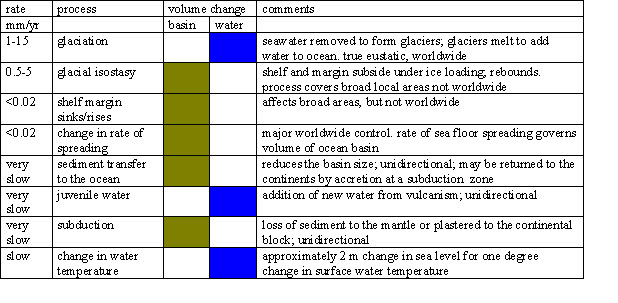 rate process volume change comments
mm/yr basin water
1-15 glaciation seawater removed to form glaciers; glaciers melt to add
water to ocean. true eustatic, worldwide
0.5-5 glacial isostasy shelf and margin subside under ice loading; rebounds.
process covers broad local areas not worldwide
<0.02 shelf margin affects broad areas, but not worldwide
sinks/rises
<0.02 change in rate of major worldwide control. rate of sea floor spreading governs
spreading volume of ocean basin
very sediment transfer reduces the basin size; unidirectional; may be returned to the
slow to the ocean continents by accretion at a subduction zone
very juvenile water addition of new water from vulcanism; unidirectional
slow
very subduction loss of sediment to the mantle or plastered to the continental
slow block; unidirectional
slow change in water approximately 2 m change in sea level for one degree
temperature change in surface water temperature